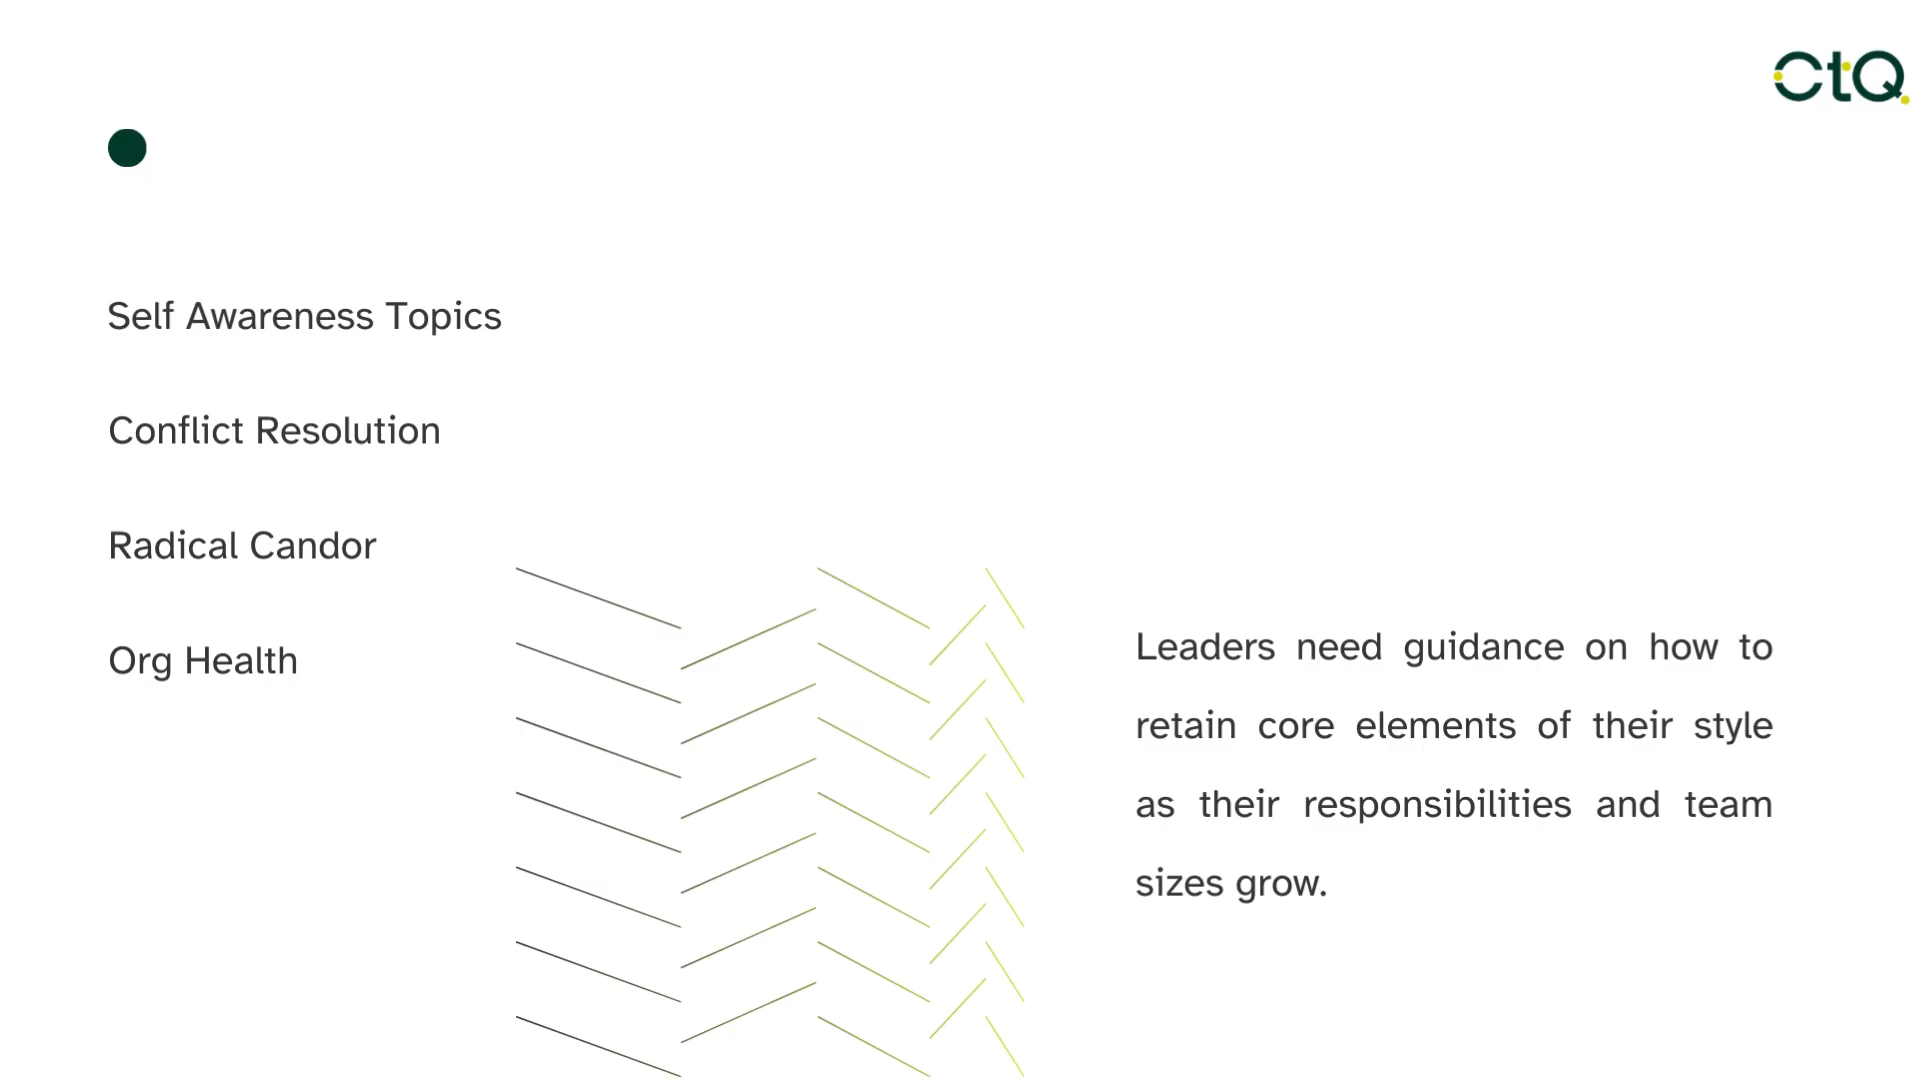 CtQ
Self Awareness Topics
Conflict Resolution
Radical Candor
Org Health
Leaders need guidance on how to
retain core elements of their style
as their responsibilities and team
sizes grow.